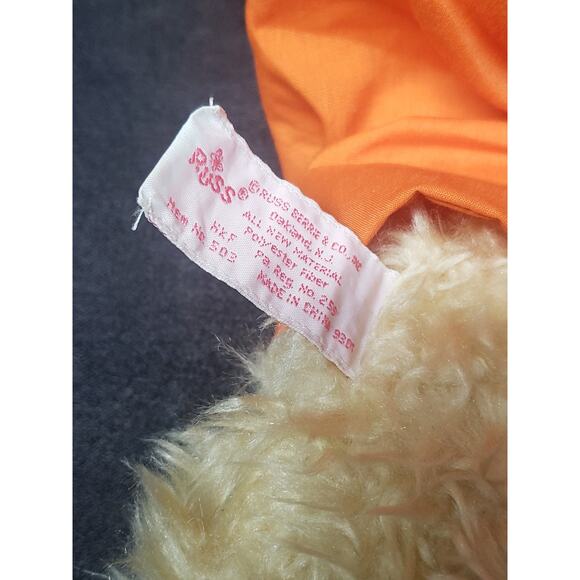 RUSS®
©RUSS BERRIE & CO. INC
Oakland, N.J.
ALL NEW MATERIAL
Polyester Fiber
Pa. Reg. No. 255
MADE IN CHINA
HKF
Item No. 503